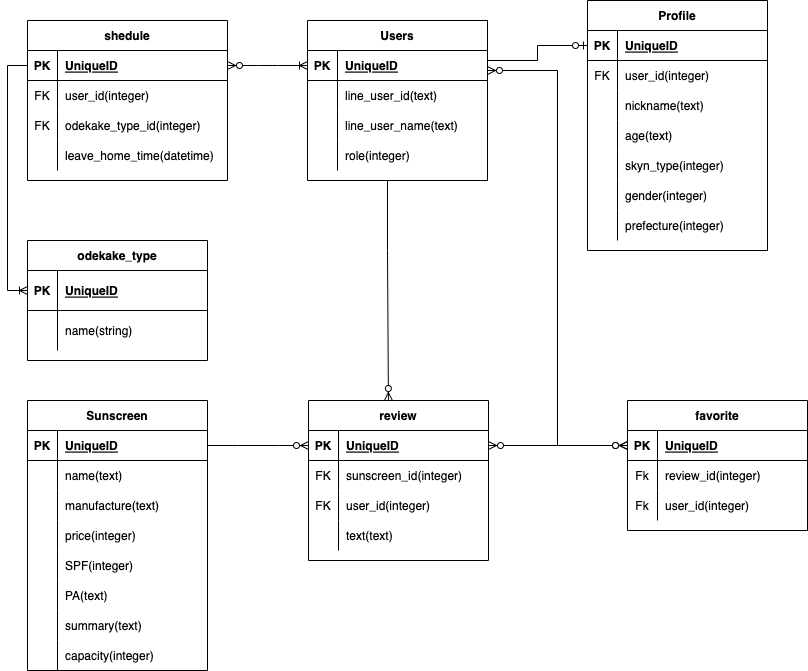 shedule
PK UniqueID
FK user_id(integer)
FK odekake_type_id(integer)
leave_home_time(datetime)
Users
PK UniqueID
line_user_id(text)
line_user_name(text)
role(integer)
Profile
PK UniqueID
FK user_id(integer)
nickname(text)
age(text)
skyn_type(integer)
gender(integer)
prefecture(integer)
odekake_type
PK UniqueID
name(string)
Sunscreen
PK UniqueID
name(text)
manufacture(text)
price(integer)
SPF(integer)
PA(text)
summary(text)
capacity(integer)
review
PK UniqueID
FK sunscreen_id(integer)
FK user_id(integer)
text(text)
favorite
PK UniqueID
Fk review_id(integer)
Fk user_id(integer)